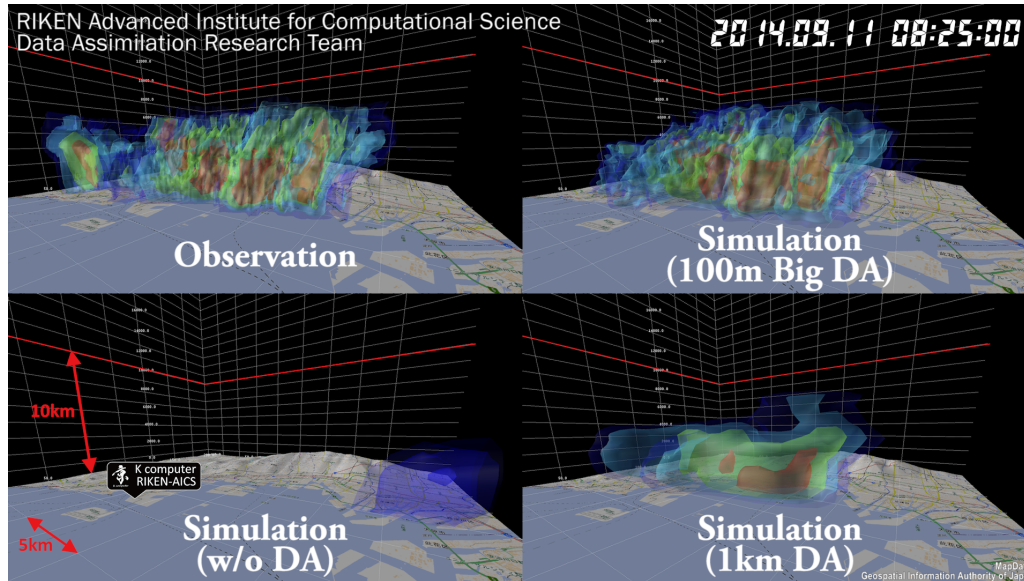 RIKEN Advanced Institute for Computational Science
Data Assimilation Research Team
2014.09.11 08:25:00
Observation
Simulation
(100m Big DA)
10km
K computer
RIKEN-AICS
5km
Simulation
(w/o DA)
Simulation
(1km DA)
MapDa
Geospatial Information Authority of Jap